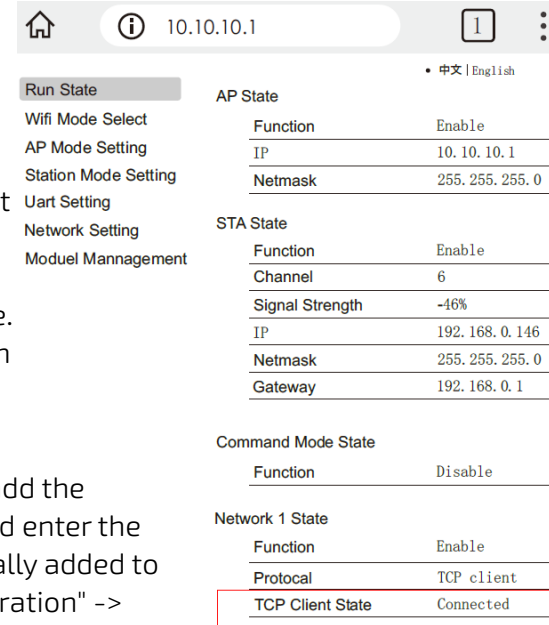 10.10.10.1
1
• 中文 | English
Run State
Wifi Mode Select
AP Mode Setting
Station Mode Setting
Uart Setting
Network Setting
Moduel Mannagement
AP State
Function Enable
IP 10.10.10.1
Netmask 255.255.255.0
STA State
Function Enable
Channel 6
Signal Strength -46%
IP 192.168.0.146
Netmask 255.255.255.0
Gateway 192.168.0.1
Command Mode State
Function Disable
Network 1 State
Function Enable
Protocal TCP client
TCP Client State Connected
t
e.
n
dd the
d enter the
ally added to
ration" ->